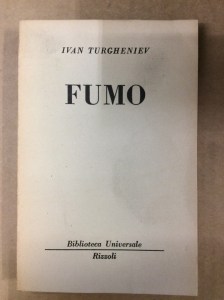 IVAN TURGHENIEV
FUMO
Biblioteca Universale
Rizzoli